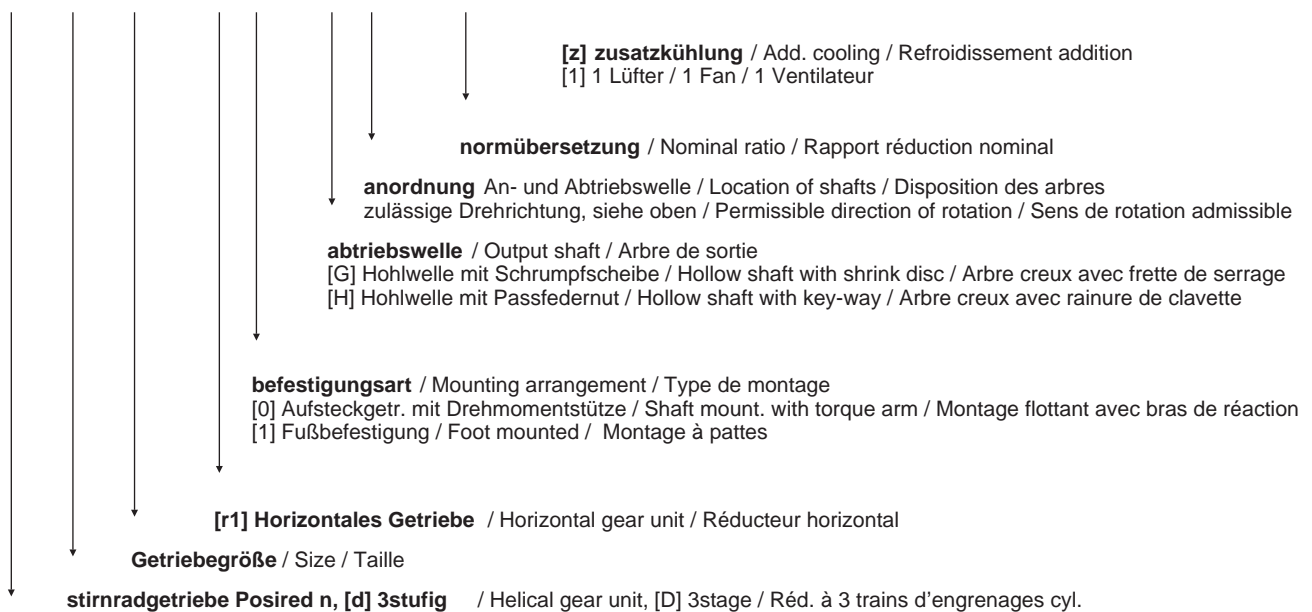 [z] zusatzkühlung / Add. cooling / Refroidissement addition
[1] 1 Lüfter / 1 Fan / 1 Ventilateur
normübersetzung / Nominal ratio / Rapport réduction nominal
anordnung An- und Abtriebswelle / Location of shafts / Disposition des arbres
zulässige Drehrichtung, siehe oben / Permissible direction of rotation / Sens de rotation admissible
abtriebswelle / Output shaft / Arbre de sortie
[G] Hohlwelle mit Schrumpfscheibe / Hollow shaft with shrink disc / Arbre creux avec frette de serrage
[H] Hohlwelle mit Passfedernut / Hollow shaft with key-way / Arbre creux avec rainure de clavette
befestigungsart / Mounting arrangement / Type de montage
[0] Aufsteckgetr. mit Drehmomentstütze / Shaft mount. with torque arm / Montage flottant avec bras de réaction
[1] Fußbefestigung / Foot mounted / Montage à pattes
[r1] Horizontales Getriebe / Horizontal gear unit / Réducteur horizontal
Getriebegröße / Size / Taille
stirnradgetriebe Posired n, [d] 3stufig / Helical gear unit, [D] 3stage / Réd. à 3 trains d'engrenages cyl.